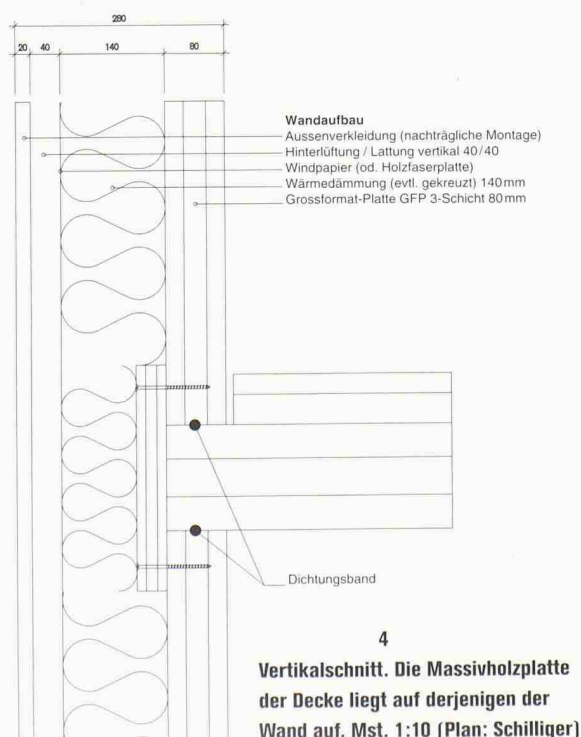 280
20 40 140 80
Wandaufbau
Aussenverkleidung (nachträgliche Montage)
Hinterlüftung / Lattung vertikal 40/40
Windpapier (od. Holzfaserplatte)
Wärmedämmung (evtl. gekreuzt) 140mm
Grossformat-Platte GFP 3-Schicht 80mm
Dichtungsband
4
Vertikalschnitt. Die Massivholzplatte
der Decke liegt auf derjenigen der
Wand auf. Mst. 1:10 (Plan: Schilliger)